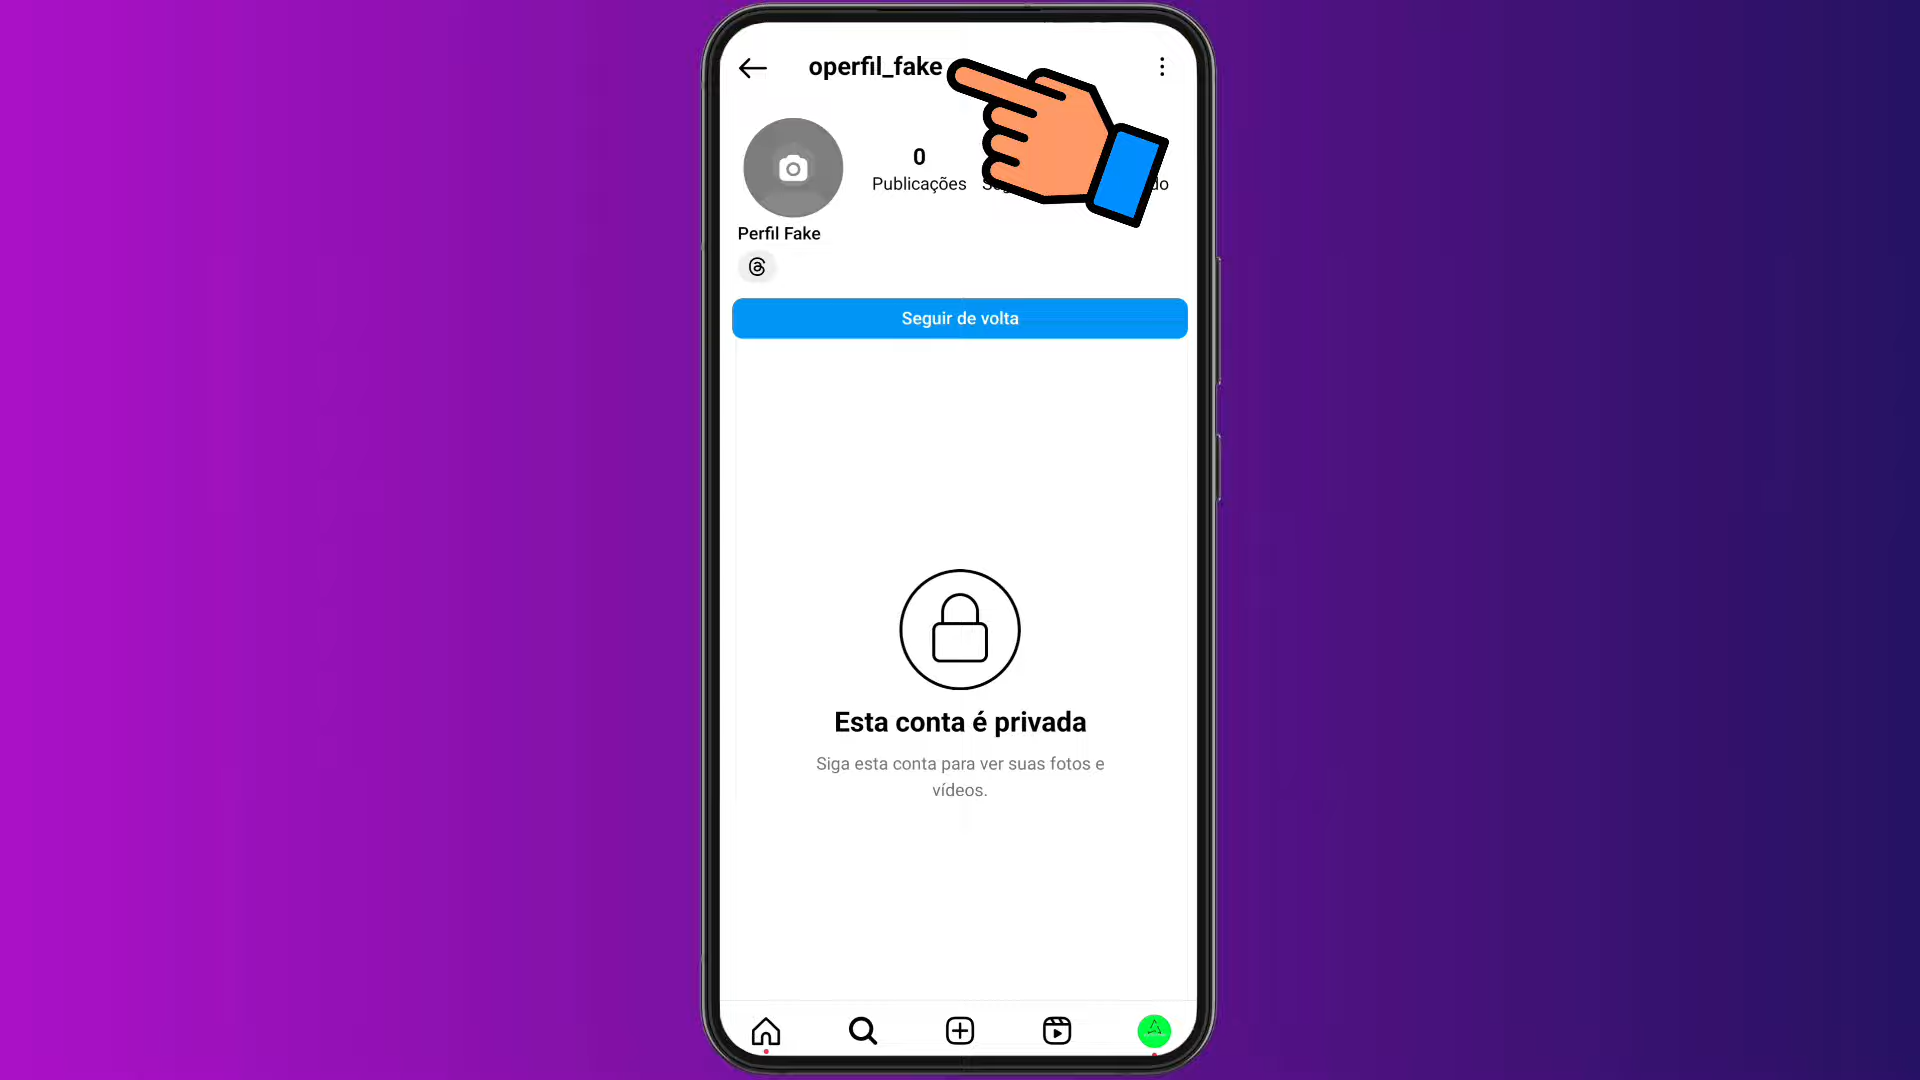 operfil_fake
0
Publicações
Perfil Fake
Seguir de volta
Esta conta é privada
Siga esta conta para ver suas fotos e
vídeos.